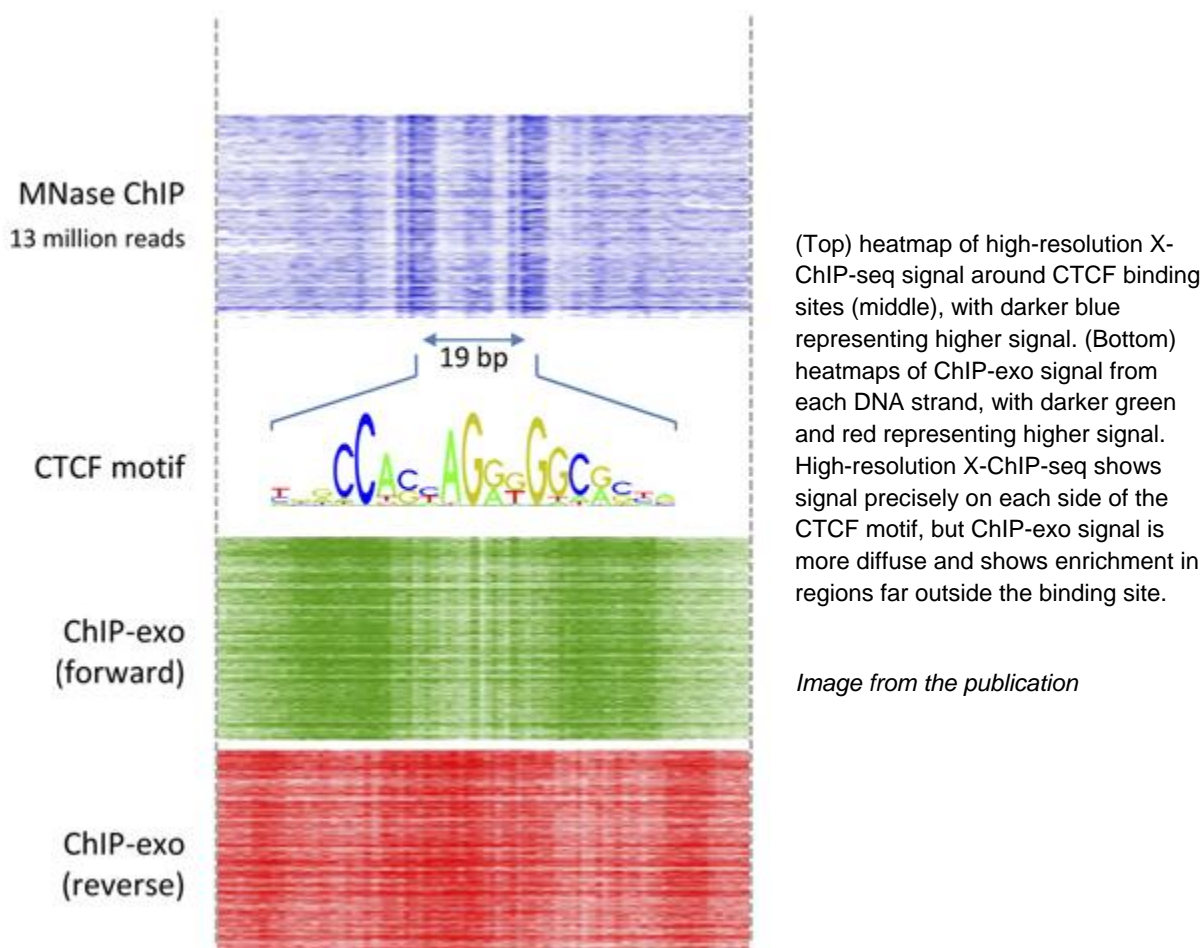 MNase ChIP
13 million reads
19 bp
CTCF motif
ChIP-exo
(forward)
ChIP-exo
(reverse)
(Top) heatmap of high-resolution X-
ChIP-seq signal around CTCF binding
sites (middle), with darker blue
representing higher signal. (Bottom)
heatmaps of ChIP-exo signal from
each DNA strand, with darker green
and red representing higher signal.
High-resolution X-ChIP-seq shows
signal precisely on each side of the
CTCF motif, but ChIP-exo signal is
more diffuse and shows enrichment in
regions far outside the binding site.
Image from the publication